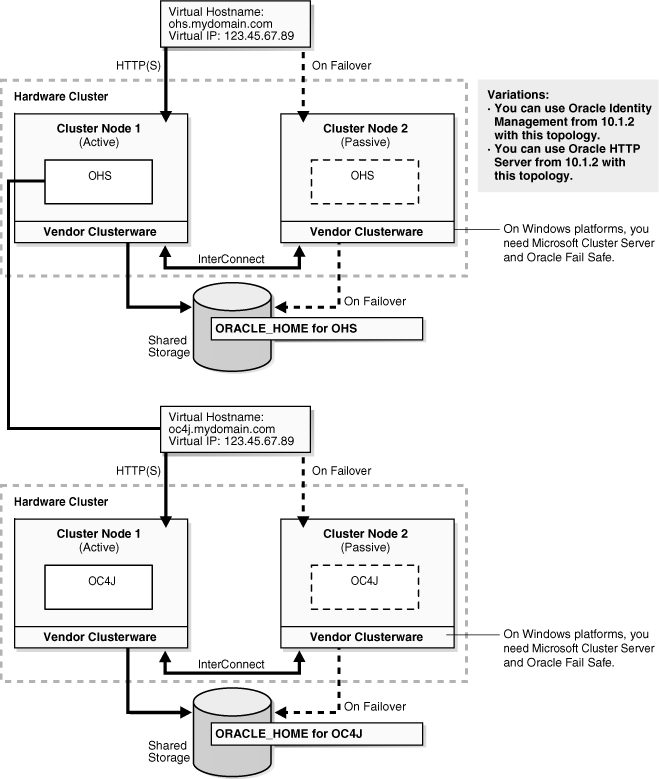 Virtual Hostname:
ohs.mydomain.com
Virtual IP: 123.45.67.89
HTTP(S)
On Failover
Hardware Cluster
Cluster Node 1
(Active)
OHS
Vendor Clusterware
Cluster Node 2
(Passive)
OHS
Vendor Clusterware
InterConnect
Variations:
· You can use Oracle Identity
Management from 10.1.2
with this topology.
· You can use Oracle HTTP
Server from 10.1.2 with
this topology.
On Windows platforms, you
need Microsoft Cluster Server
and Oracle Fail Safe.
On Failover
ORACLE_HOME for OHS
Shared
Storage
Virtual Hostname:
oc4j.mydomain.com
Virtual IP: 123.45.67.89
HTTP(S)
On Failover
Hardware Cluster
Cluster Node 1
(Active)
OC4J
Vendor Clusterware
Cluster Node 2
(Passive)
OC4J
Vendor Clusterware
InterConnect
On Windows platforms, you
need Microsoft Cluster Server
and Oracle Fail Safe.
On Failover
ORACLE_HOME for OC4J
Shared
Storage